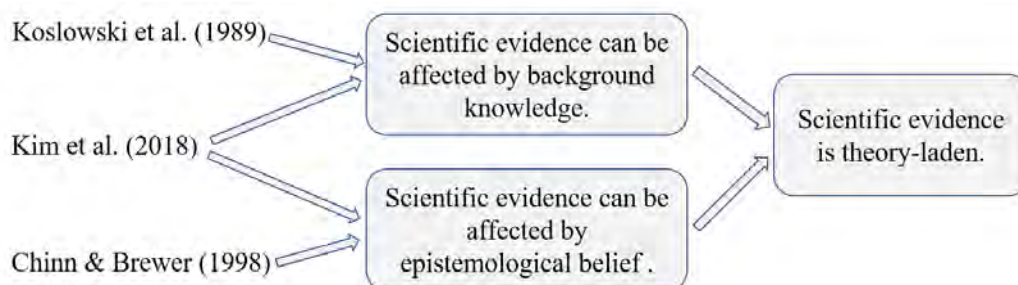 Koslowski et al. (1989)
Kim et al. (2018)
Chinn & Brewer (1998)
Scientific evidence can be
affected by background
knowledge.
Scientific evidence can be
affected by
epistemological belief .
Scientific evidence
is theory-laden.